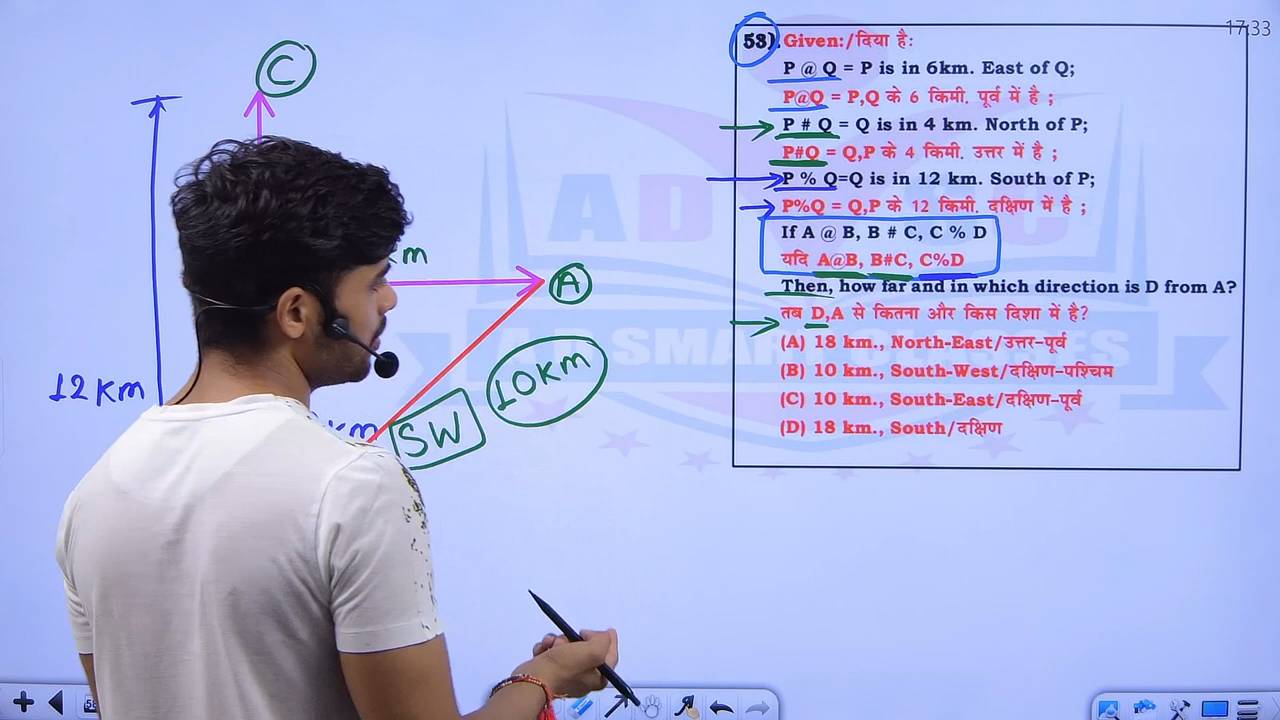 17:33
C
53). Given:/दिया है:
P @ Q = P is in 6km. East of Q;
P@Q = P,Q के 6 किमी. पूर्व में है ;
P # Q = Q is in 4 km. North of P;
P#Q = Q,P के 4 किमी. उत्तर में है ;
P % Q=Q is in 12 km. South of P;
P%Q = Q,P के 12 किमी. दक्षिण में है ;
If A @ B, B # C, C % D
यदि A@B, B#C, C%D
Then, how far and in which direction is D from A?
तब D,A से कितना और किस दिशा में है?
(A) 18 km., North-East/उत्तर-पूर्व
(B) 10 km., South-West/दक्षिण-पश्चिम
(C) 10 km., South-East/दक्षिण-पूर्व
(D) 18 km., South/दक्षिण
km
A
12 Km
10Km
km
SW